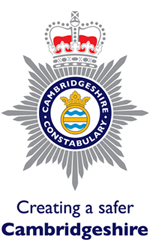 CAMBRIDGESHIRE
CONSTABULARY
Creating a safer
Cambridgeshire